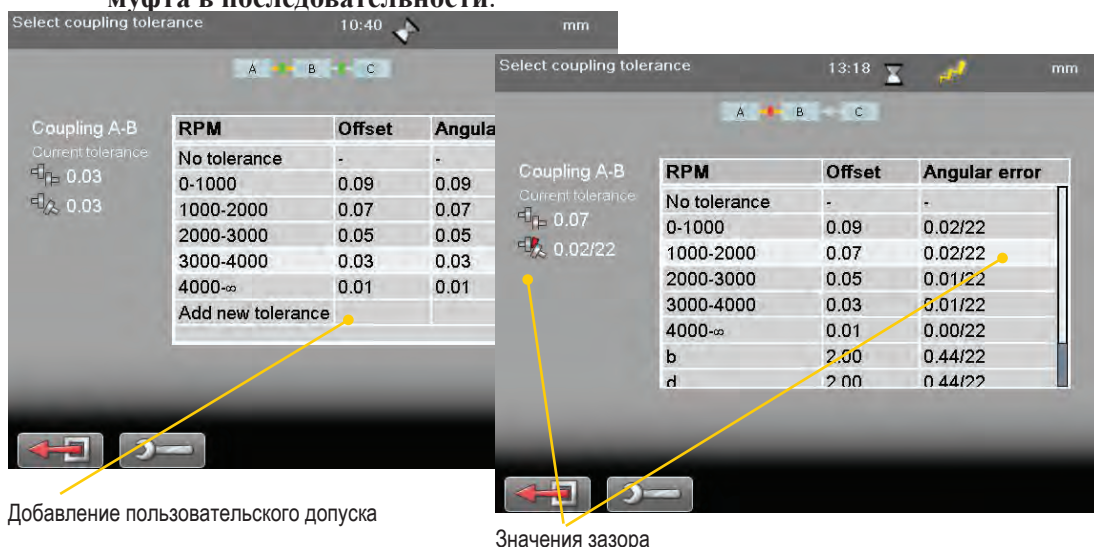 муфта в последовательности.
Select coupling tolerance 10:40 mm
A B C
Coupling A-B
Current tolerance
0.03
0.03
RPM Offset Angula
No tolerance - -
0-1000 0.09 0.09
1000-2000 0.07 0.07
2000-3000 0.05 0.05
3000-4000 0.03 0.03
4000-∞ 0.01 0.01
Add new tolerance
Добавление пользовательского допуска
Select coupling tolerance 13:18 mm
A B C
Coupling A-B
Current tolerance
0.07
0.02/22
RPM Offset Angular error
No tolerance - -
0-1000 0.09 0.02/22
1000-2000 0.07 0.02/22
2000-3000 0.05 0.01/22
3000-4000 0.03 0.01/22
4000-∞ 0.01 0.00/22
b 2.00 0.44/22
d 2.00 0.44/22
Значения зазора